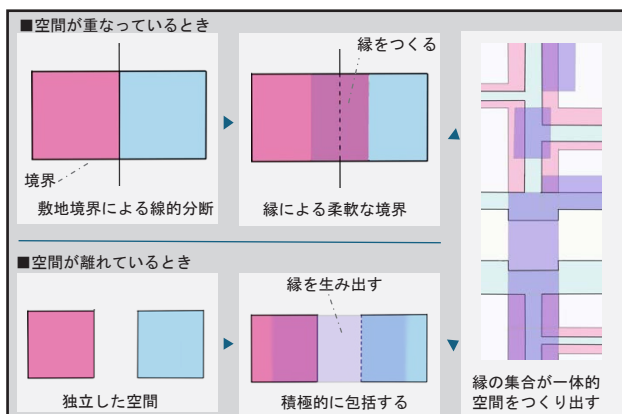 ■空間が重なっているとき
縁をつくる
境界
敷地境界による線的分断
縁による柔軟な境界
■空間が離れているとき
縁を生み出す
独立した空間
積極的に包括する
縁の集合が一体的
空間をつくり出す